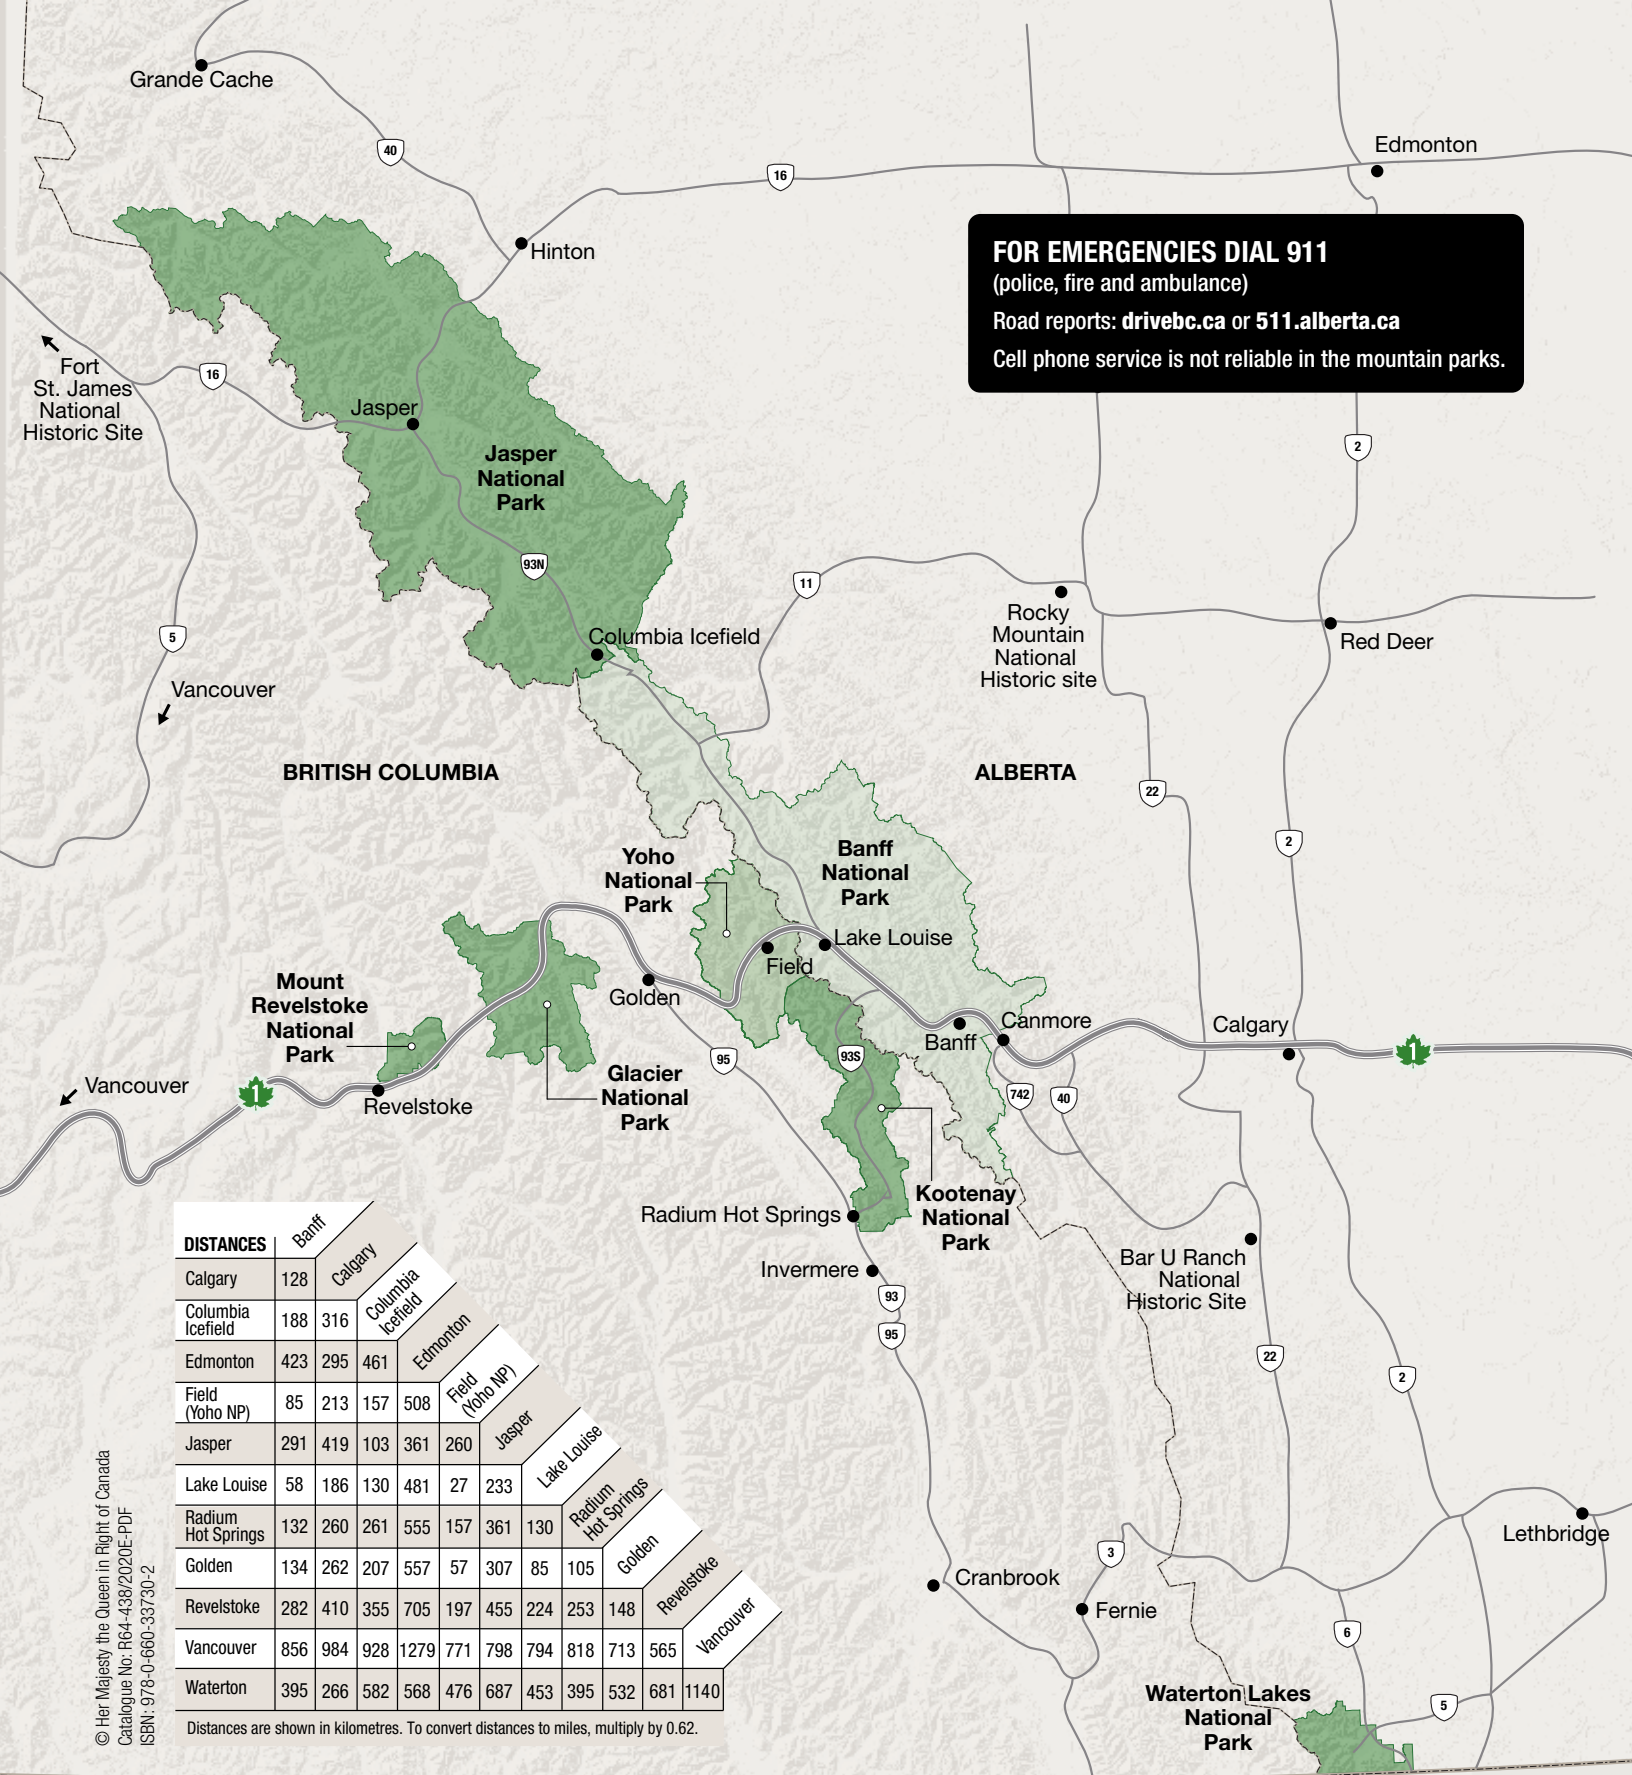 Grande Cache
40
16
Edmonton
Hinton
FOR EMERGENCIES DIAL 911
(police, fire and ambulance)
Road reports: drivebc.ca or 511.alberta.ca
Cell phone service is not reliable in the mountain parks.
Fort
St. James
National
Historic Site
16
Jasper
Jasper
National
Park
2
93N
11
Rocky
Mountain
National
Historic site
Red Deer
5
Columbia Icefield
Vancouver
BRITISH COLUMBIA
ALBERTA
22
2
Yoho
National
Park
Banff
National
Park
Lake Louise
Field
Golden
Mount
Revelstoke
National
Park
Canmore
Banff
Calgary
1
95
93S
742
40
Vancouver
1
Revelstoke
Glacier
National
Park
Kootenay
National
Park
Radium Hot Springs
Invermere
93
95
Bar U Ranch
National
Historic Site
22
2
Lethbridge
3
Cranbrook
Fernie
6
Waterton Lakes
National
Park
5
DISTANCES
Banff
Calgary 128
Calgary
Columbia
Icefield 188 316
Columbia
Icefield
Edmonton 423 295 461
Edmonton
Field
(Yoho NP) 85 213 157 508
Field
(Yoho NP)
Jasper 291 419 103 361 260
Jasper
Lake Louise 58 186 130 481 27 233
Lake Louise
Radium
Hot Springs 132 260 261 555 157 361 130
Radium
Hot Springs
Golden 134 262 207 557 57 307 85 105
Golden
Revelstoke 282 410 355 705 197 455 224 253 148
Revelstoke
Vancouver 856 984 928 1279 771 798 794 818 713 565
Vancouver
Waterton 395 266 582 568 476 687 453 395 532 681 1140
Distances are shown in kilometres. To convert distances to miles, multiply by 0.62.
© Her Majesty the Queen in Right of Canada
Catalogue No: R64-438/2020E-PDF
ISBN: 978-0-660-33730-2